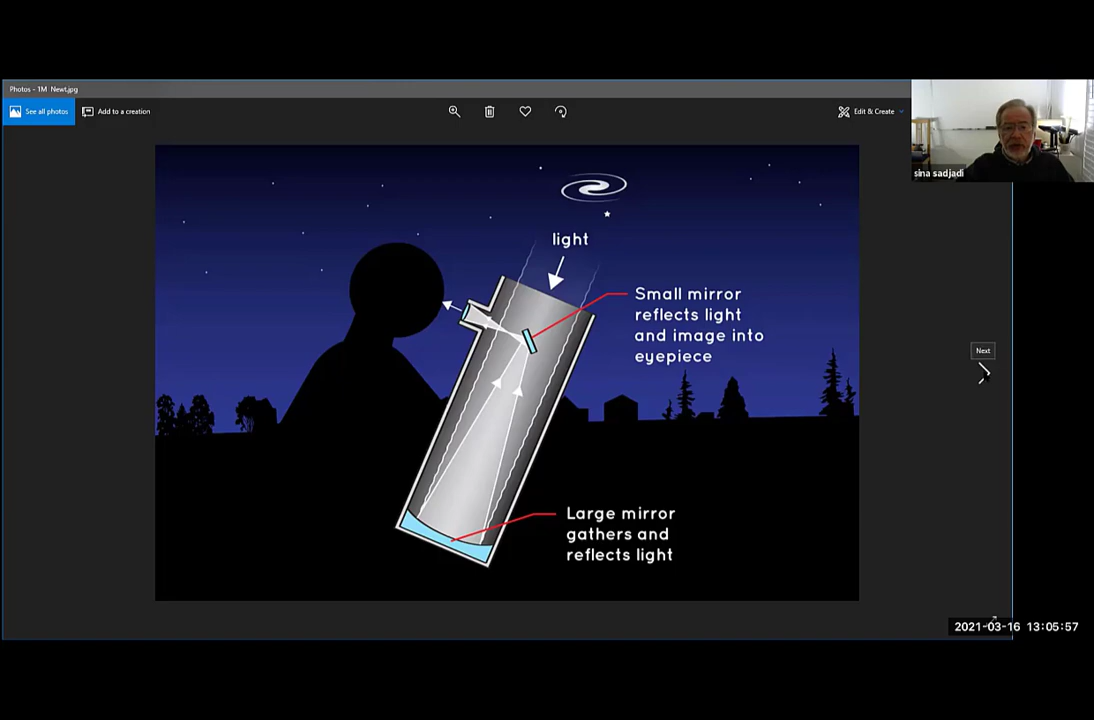 Photos - 1M Newt.jpg
See all photos
Add to a creation
Edit & Create
sina sadjadi
light
Small mirror
reflects light
and image into
eyepiece
Next
Large mirror
gathers and
reflects light
2021-03-16 13:05:57